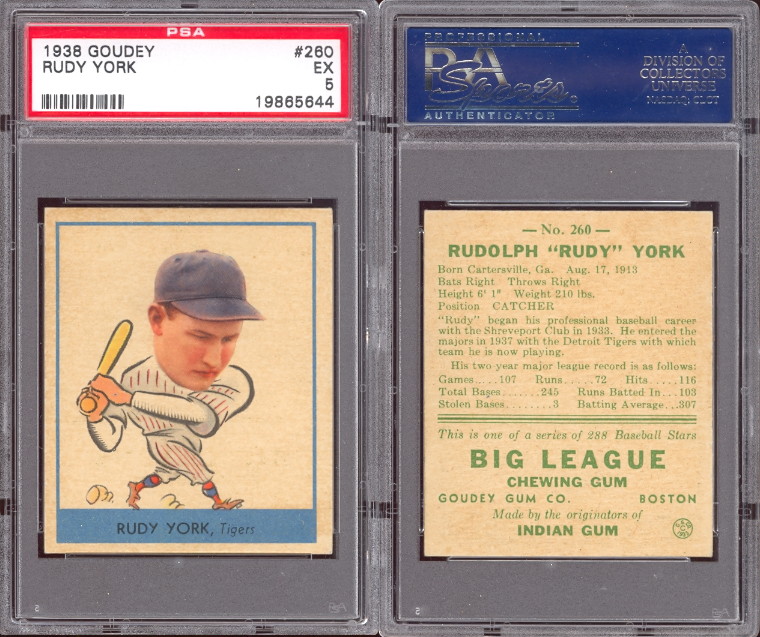 PSA
1938 GOUDEY #260
RUDY YORK EX
5
19865644
RUDY YORK, Tigers
PROFESSIONAL
PSA
Sports
AUTHENTICATOR
A
DIVISION OF
COLLECTORS
UNIVERSE
NASDAQ: CLCT
— No. 260 —
RUDOLPH "RUDY" YORK
Born Cartersville, Ga. Aug. 17, 1913
Bats Right Throws Right
Height 6' 1" Weight 210 lbs.
Position CATCHER
"Rudy" began his professional baseball career
with the Shreveport Club in 1933. He entered the
majors in 1937 with the Detroit Tigers with which
team he is now playing.
His two year major league record is as follows:
Games.....107 Runs.....72 Hits....116
Total Bases......245 Runs Batted In...103
Stolen Bases........3 Batting Average...307
This is one of a series of 288 Baseball Stars
BIG LEAGUE
CHEWING GUM
GOUDEY GUM CO. BOSTON
Made by the originators of
INDIAN GUM